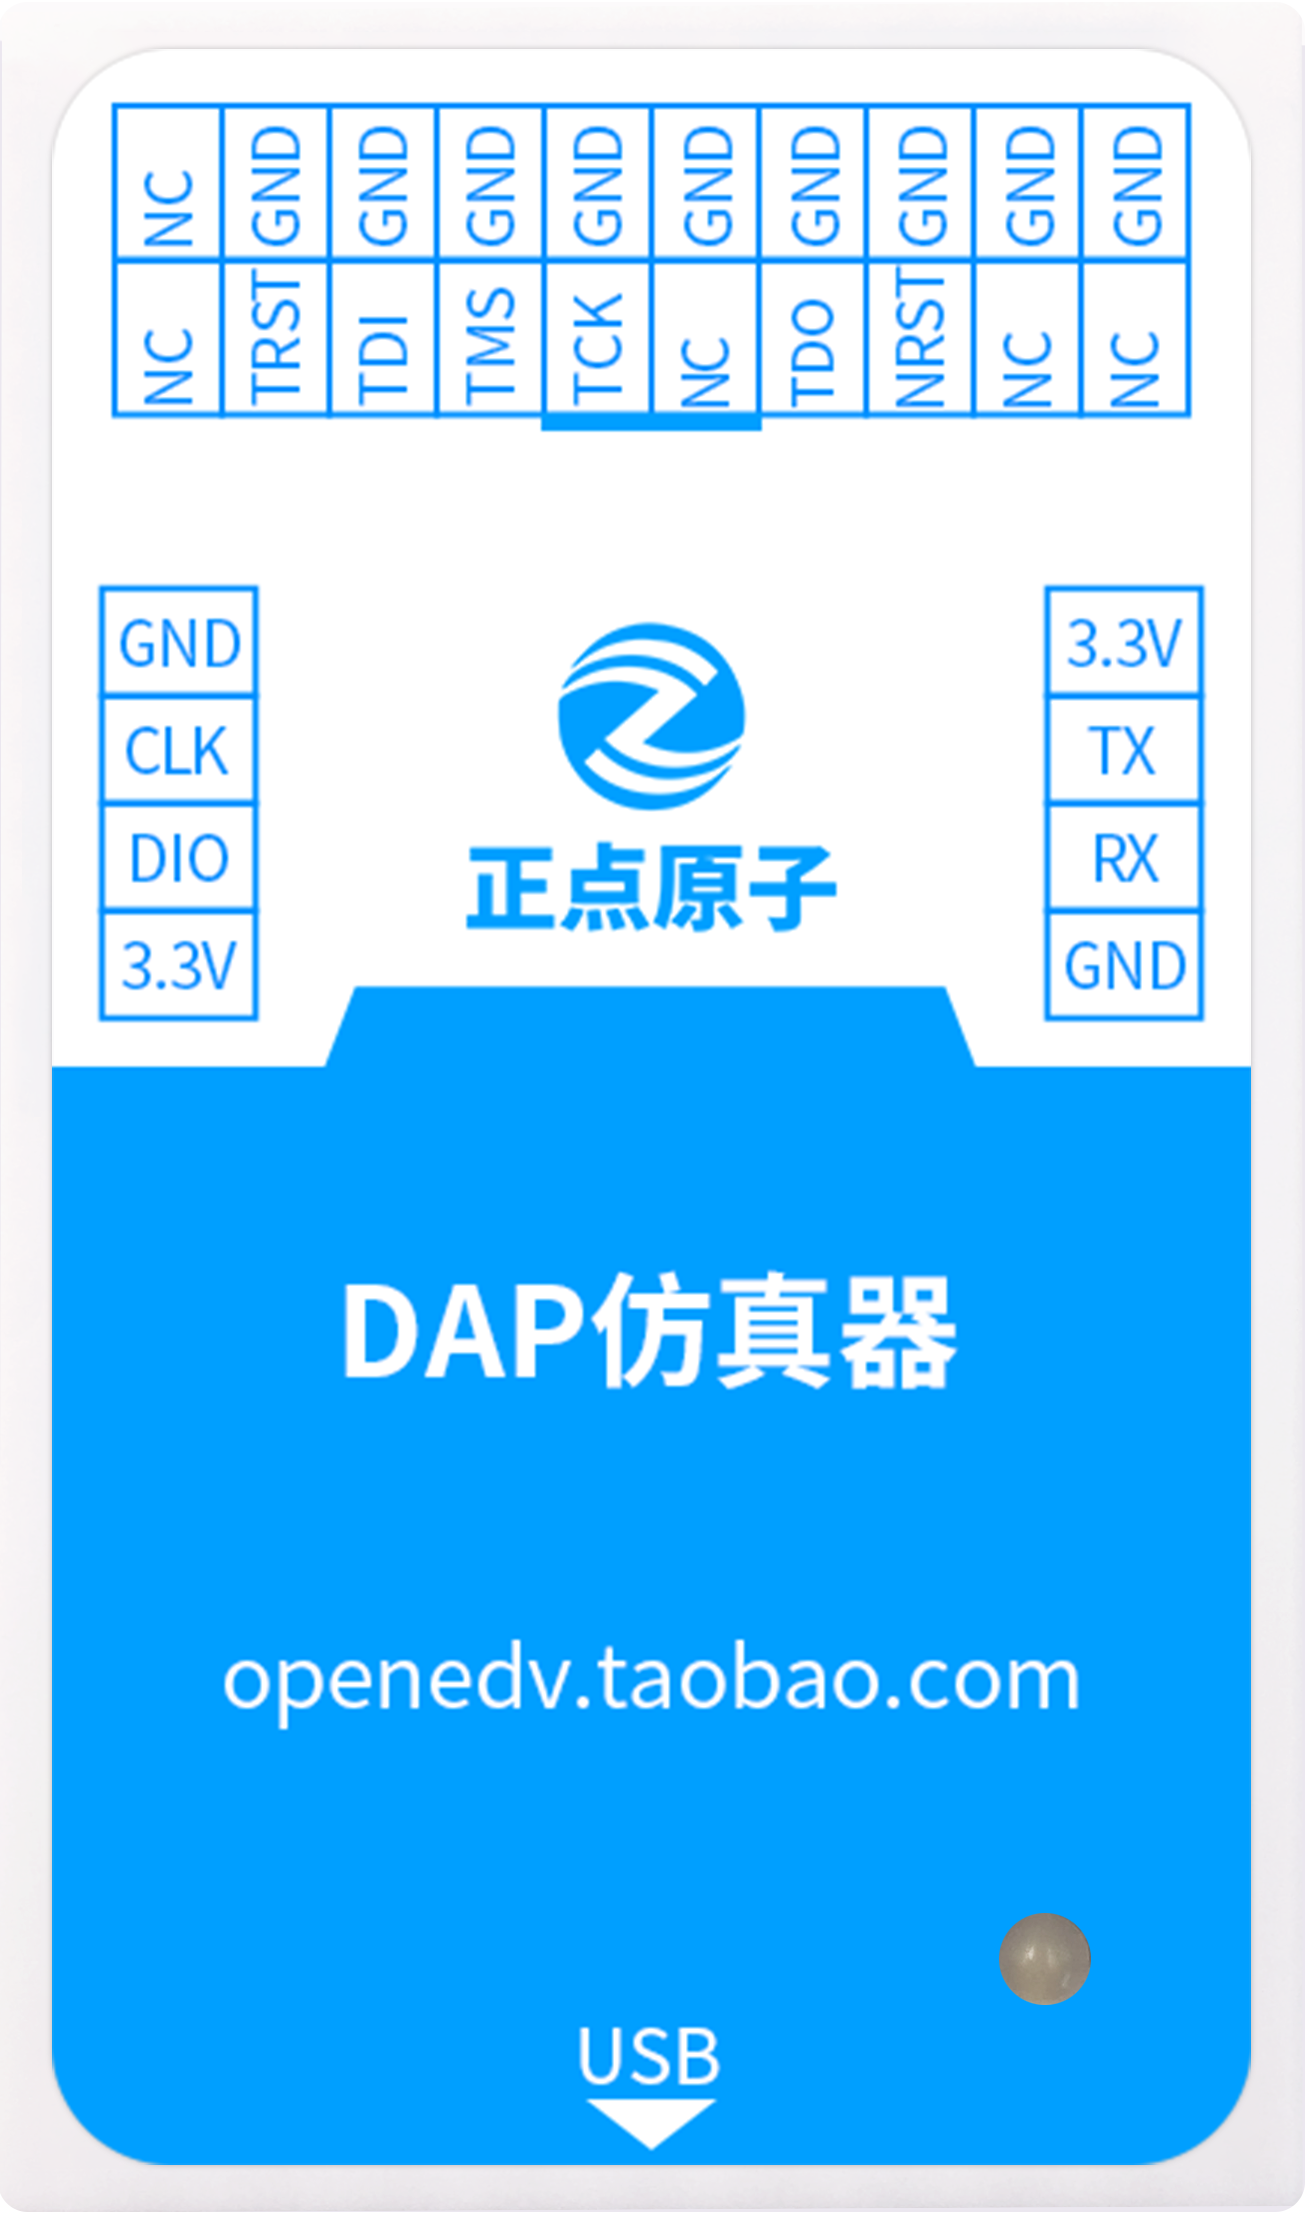 NC GND GND GND GND GND GND GND GND GND
NC TRST TDI TMS TCK NC TDO NRST NC NC
GND
CLK
DIO
3.3V
3.3V
TX
RX
GND
正点原子
DAP仿真器
openedv.taobao.com
USB